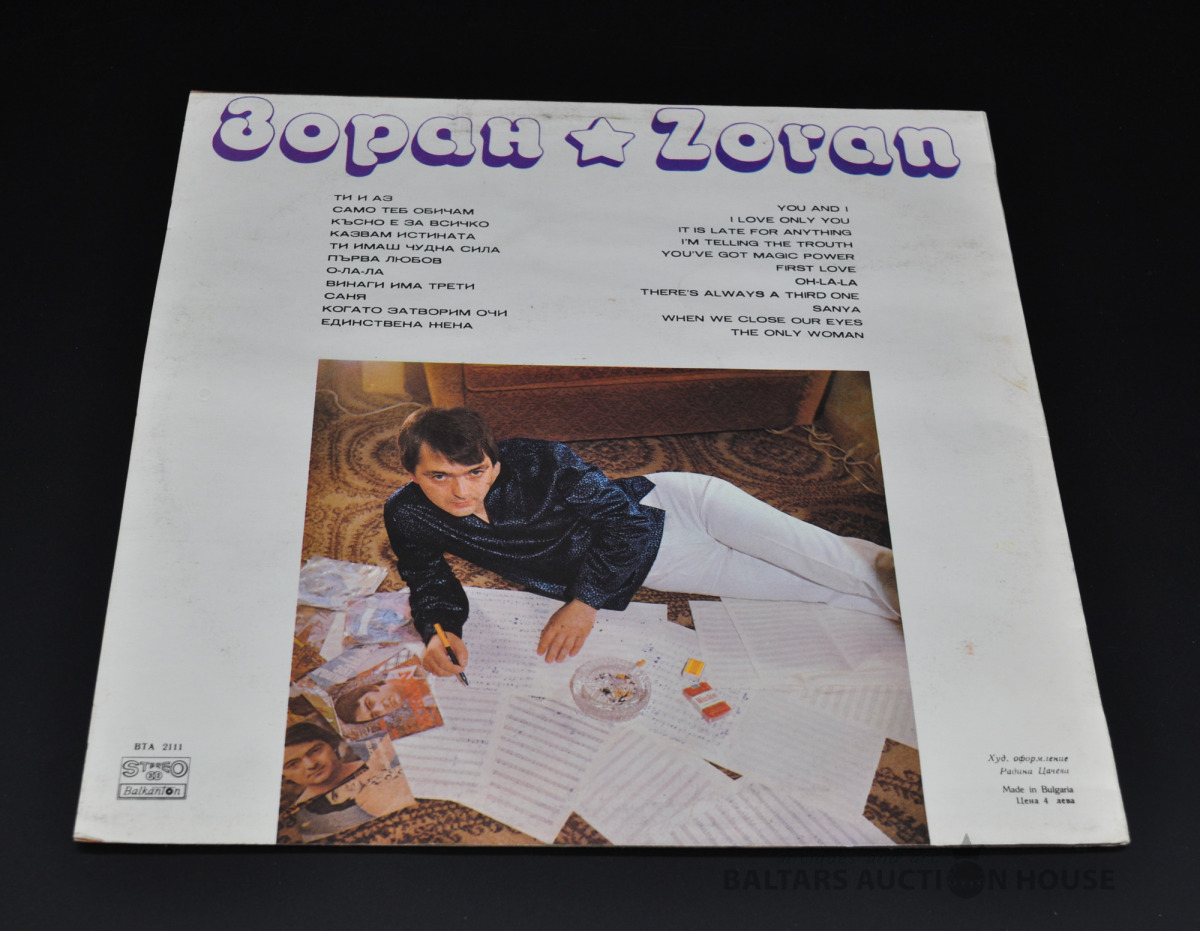 Зоран ☆ Zoran
ТИ И АЗ
САМО ТЕБ ОБИЧАМ
КЪСНО Е ЗА ВСИЧКО
КАЗВАМ ИСТИНАТА
ТИ ИМАШ ЧУДНА СИЛА
ПЪРВА ЛЮБОВ
О-ЛА-ЛА
ВИНАГИ ИМА ТРЕТИ
САНЯ
КОГАТО ЗАТВОРИМ ОЧИ
ЕДИНСТВЕНА ЖЕНА
YOU AND I
I LOVE ONLY YOU
IT IS LATE FOR ANYTHING
I'M TELLING THE TROUTH
YOU'VE GOT MAGIC POWER
FIRST LOVE
OH-LA-LA
THERE'S ALWAYS A THIRD ONE
SANYA
WHEN WE CLOSE OUR EYES
THE ONLY WOMAN
ВТА 2111
STEREO
33
Balkanton
Худ. оформление
Радина Цачева
Made in Bulgaria
Цена 4 лева
BALTARS AUCTION HOUSE